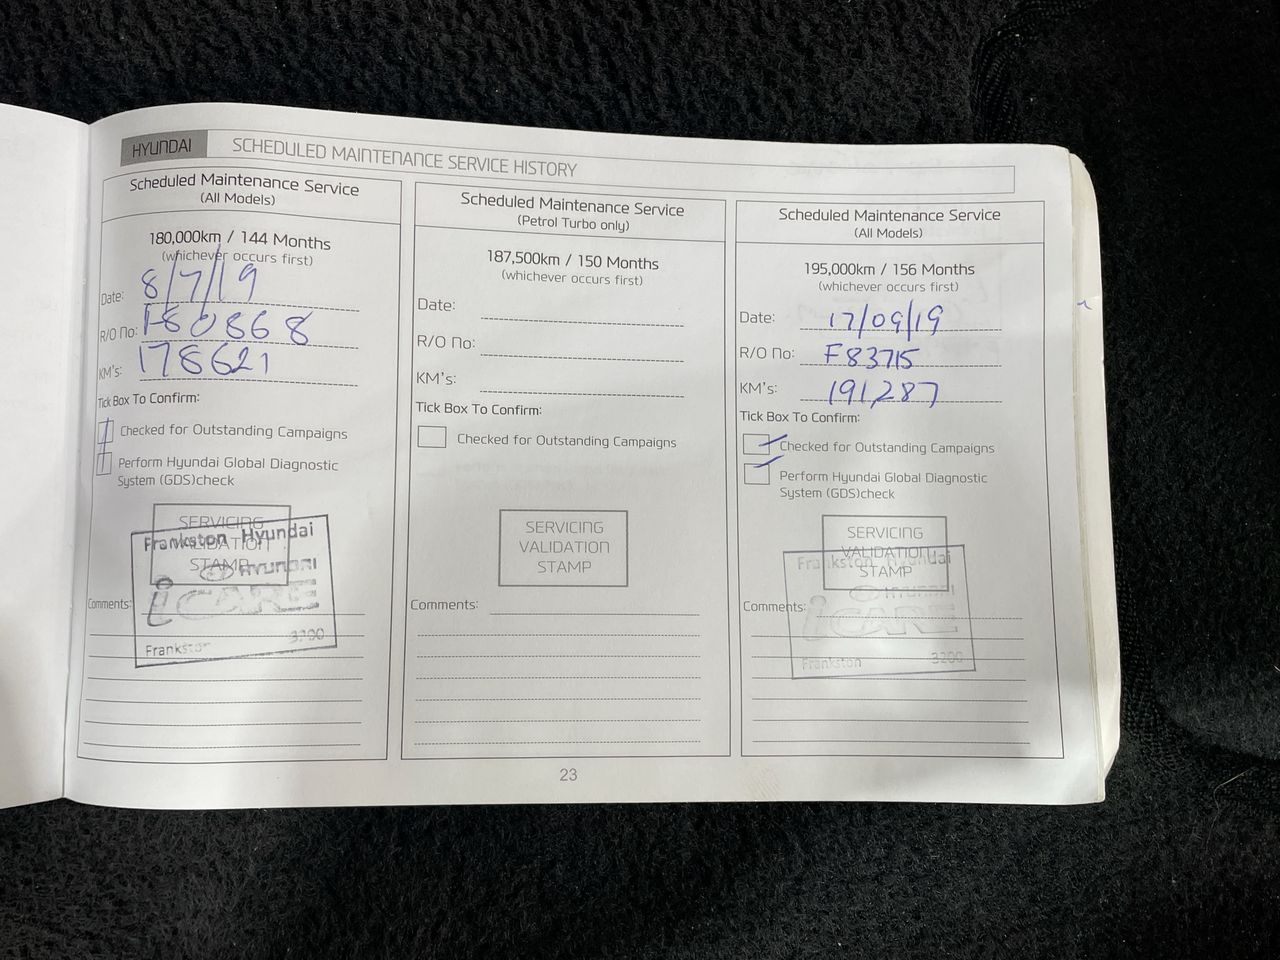 HYUNDAI SCHEDULED MAINTENANCE SERVICE HISTORY
Scheduled Maintenance Service
(All Models)
180,000km / 144 Months
(whichever occurs first)
Date: 8/7/19
R/O No: 180868
KM's: 178621
Tick Box To Confirm:
Checked for Outstanding Campaigns
Perform Hyundai Global Diagnostic
System (GDS)check
SERVICING
VALIDATION
STAMP
Frankston Hyundai
HYUNDAI
iCARE
Frankston 3200
Comments:
Scheduled Maintenance Service
(Petrol Turbo only)
187,500km / 150 Months
(whichever occurs first)
Date:
R/O No:
KM's:
Tick Box To Confirm:
Checked for Outstanding Campaigns
SERVICING
VALIDATION
STAMP
Comments:
Scheduled Maintenance Service
(All Models)
195,000km / 156 Months
(whichever occurs first)
Date: 17/09/19
R/O No: F83715
KM's: 191,287
Tick Box To Confirm:
Checked for Outstanding Campaigns
Perform Hyundai Global Diagnostic
System (GDS)check
SERVICING
VALIDATION
STAMP
Frankston Hyundai
HYUNDAI
iCARE
Frankston 3200
Comments:
23